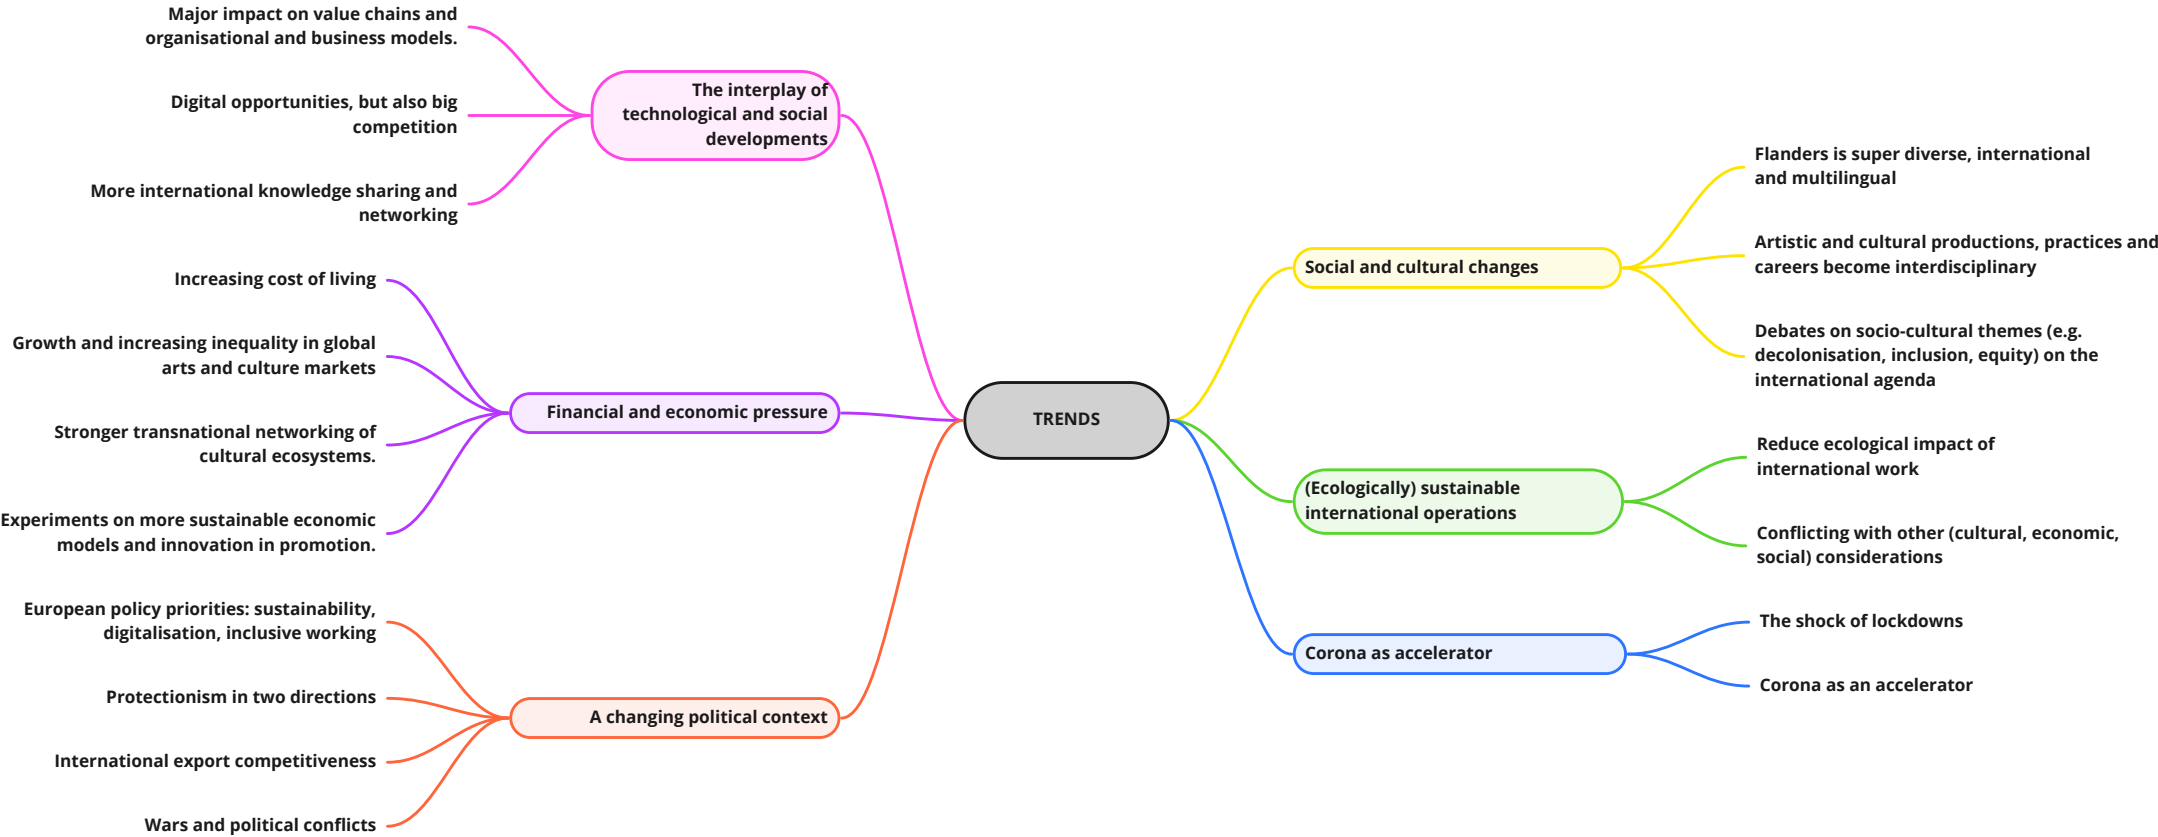 Major impact on value chains and
organisational and business models.
Digital opportunities, but also big
competition
More international knowledge sharing and
networking
The interplay of
technological and social
developments
Increasing cost of living
Growth and increasing inequality in global
arts and culture markets
Stronger transnational networking of
cultural ecosystems.
Experiments on more sustainable economic
models and innovation in promotion.
Financial and economic pressure
European policy priorities: sustainability,
digitalisation, inclusive working
Protectionism in two directions
International export competitiveness
Wars and political conflicts
A changing political context
TRENDS
Social and cultural changes
Flanders is super diverse, international
and multilingual
Artistic and cultural productions, practices and
careers become interdisciplinary
Debates on socio-cultural themes (e.g.
decolonisation, inclusion, equity) on the
international agenda
(Ecologically) sustainable
international operations
Reduce ecological impact of
international work
Conflicting with other (cultural, economic,
social) considerations
Corona as accelerator
The shock of lockdowns
Corona as an accelerator